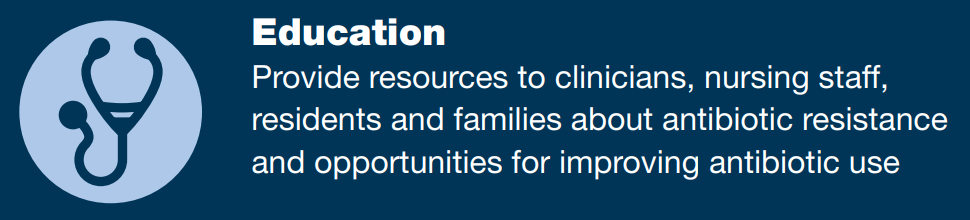 Education
Provide resources to clinicians, nursing staff,
residents and families about antibiotic resistance
and opportunities for improving antibiotic use